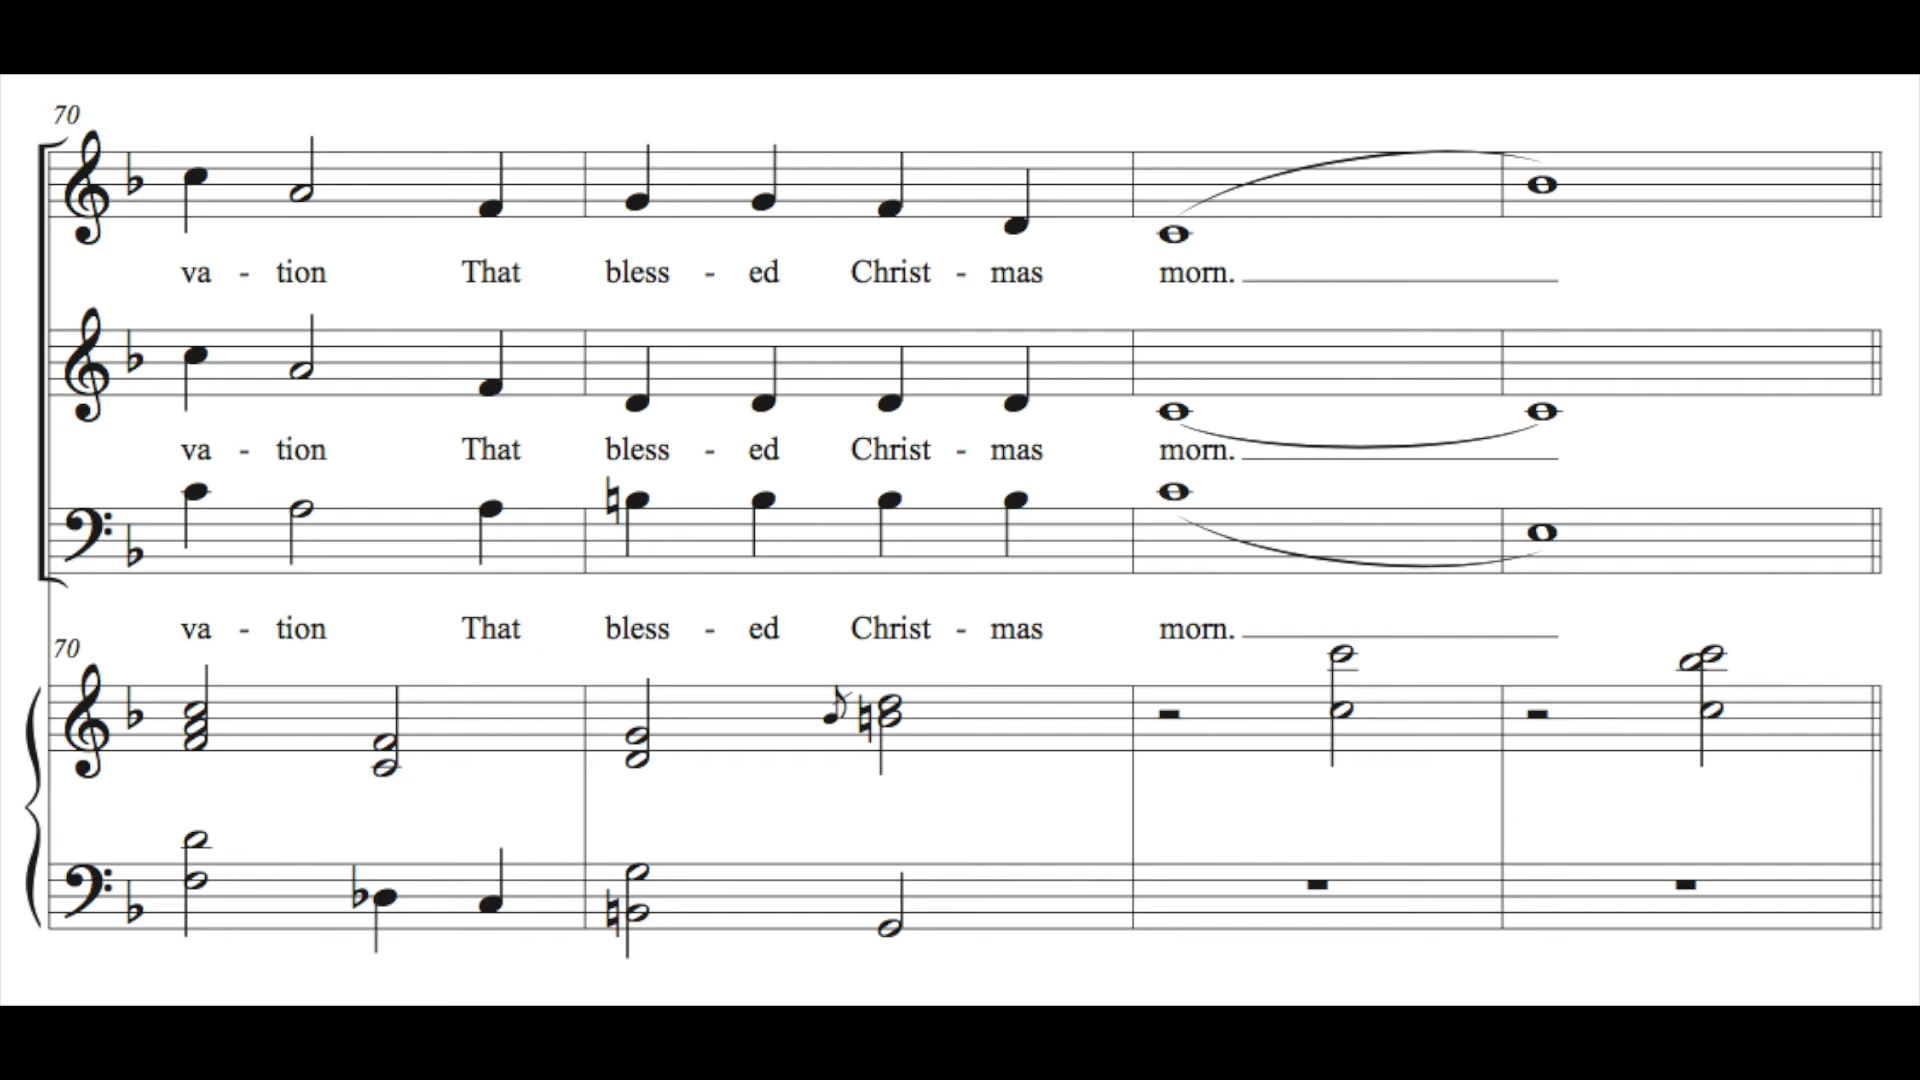 70
va - tion That bless - ed Christ - mas morn.
va - tion That bless - ed Christ - mas morn.
va - tion That bless - ed Christ - mas morn.
70